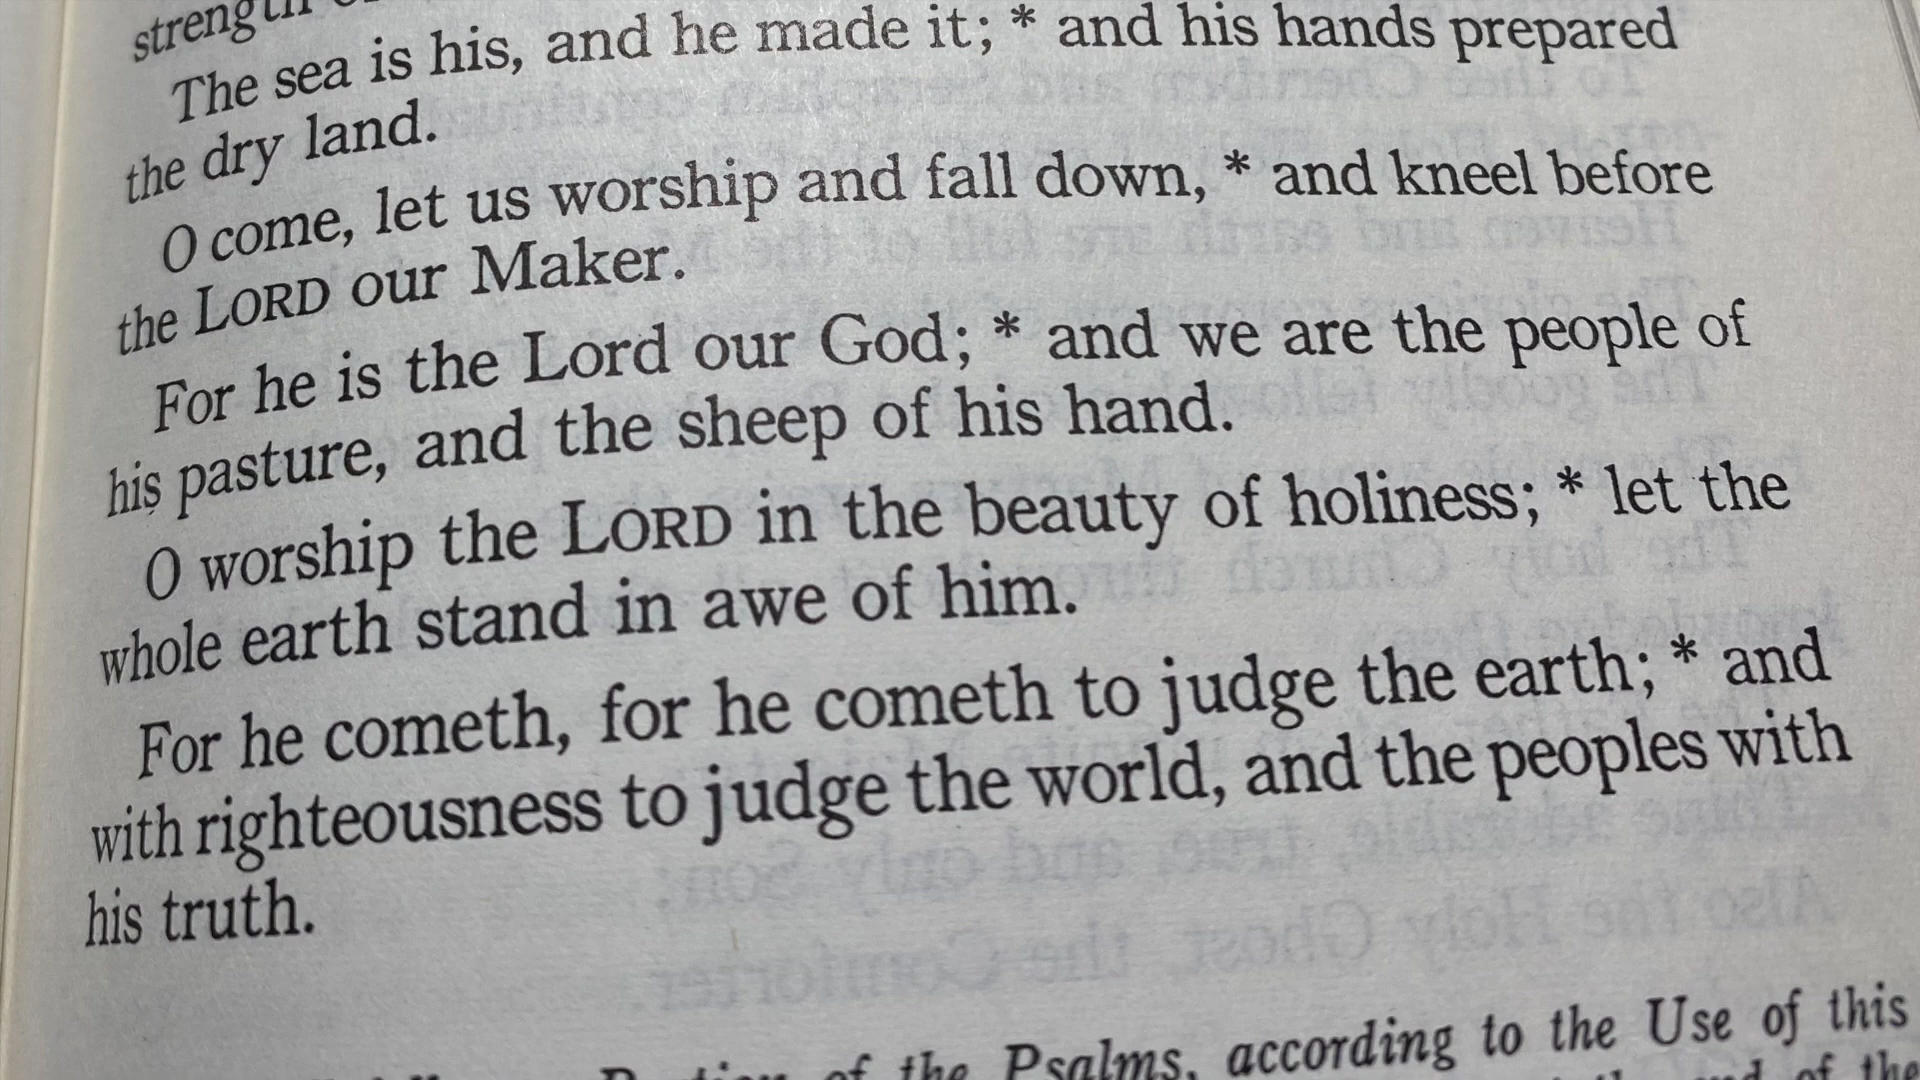 strength
The sea is his, and he made it; * and his hands prepared
the dry land.
O come, let us worship and fall down, * and kneel before
the LORD our Maker.
For he is the Lord our God; * and we are the people of
his pasture, and the sheep of his hand.
O worship the LORD in the beauty of holiness; * let the
whole earth stand in awe of him.
For he cometh, for he cometh to judge the earth; * and
with righteousness to judge the world, and the peoples with
his truth.
of the Psalms, according to the Use of this
of the